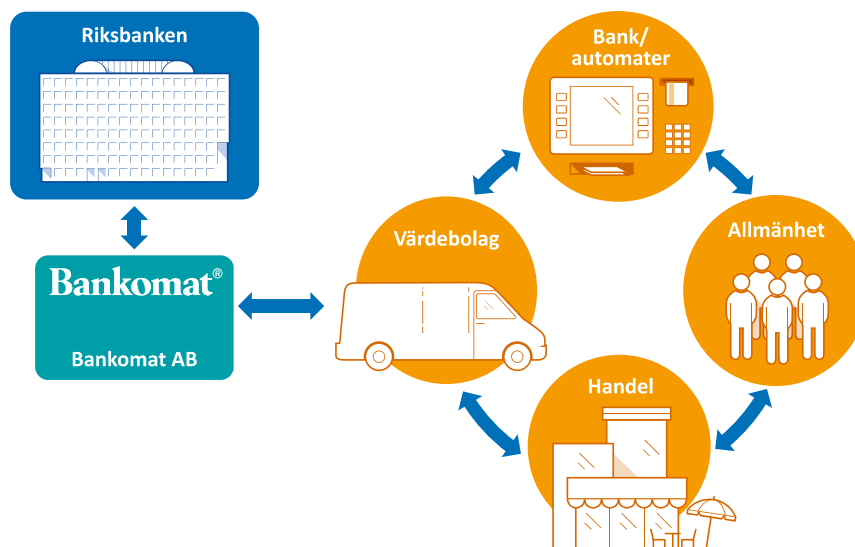 Riksbanken
Bankomat®
Bankomat AB
Värdebolag
Bank/
automater
Allmänhet
Handel